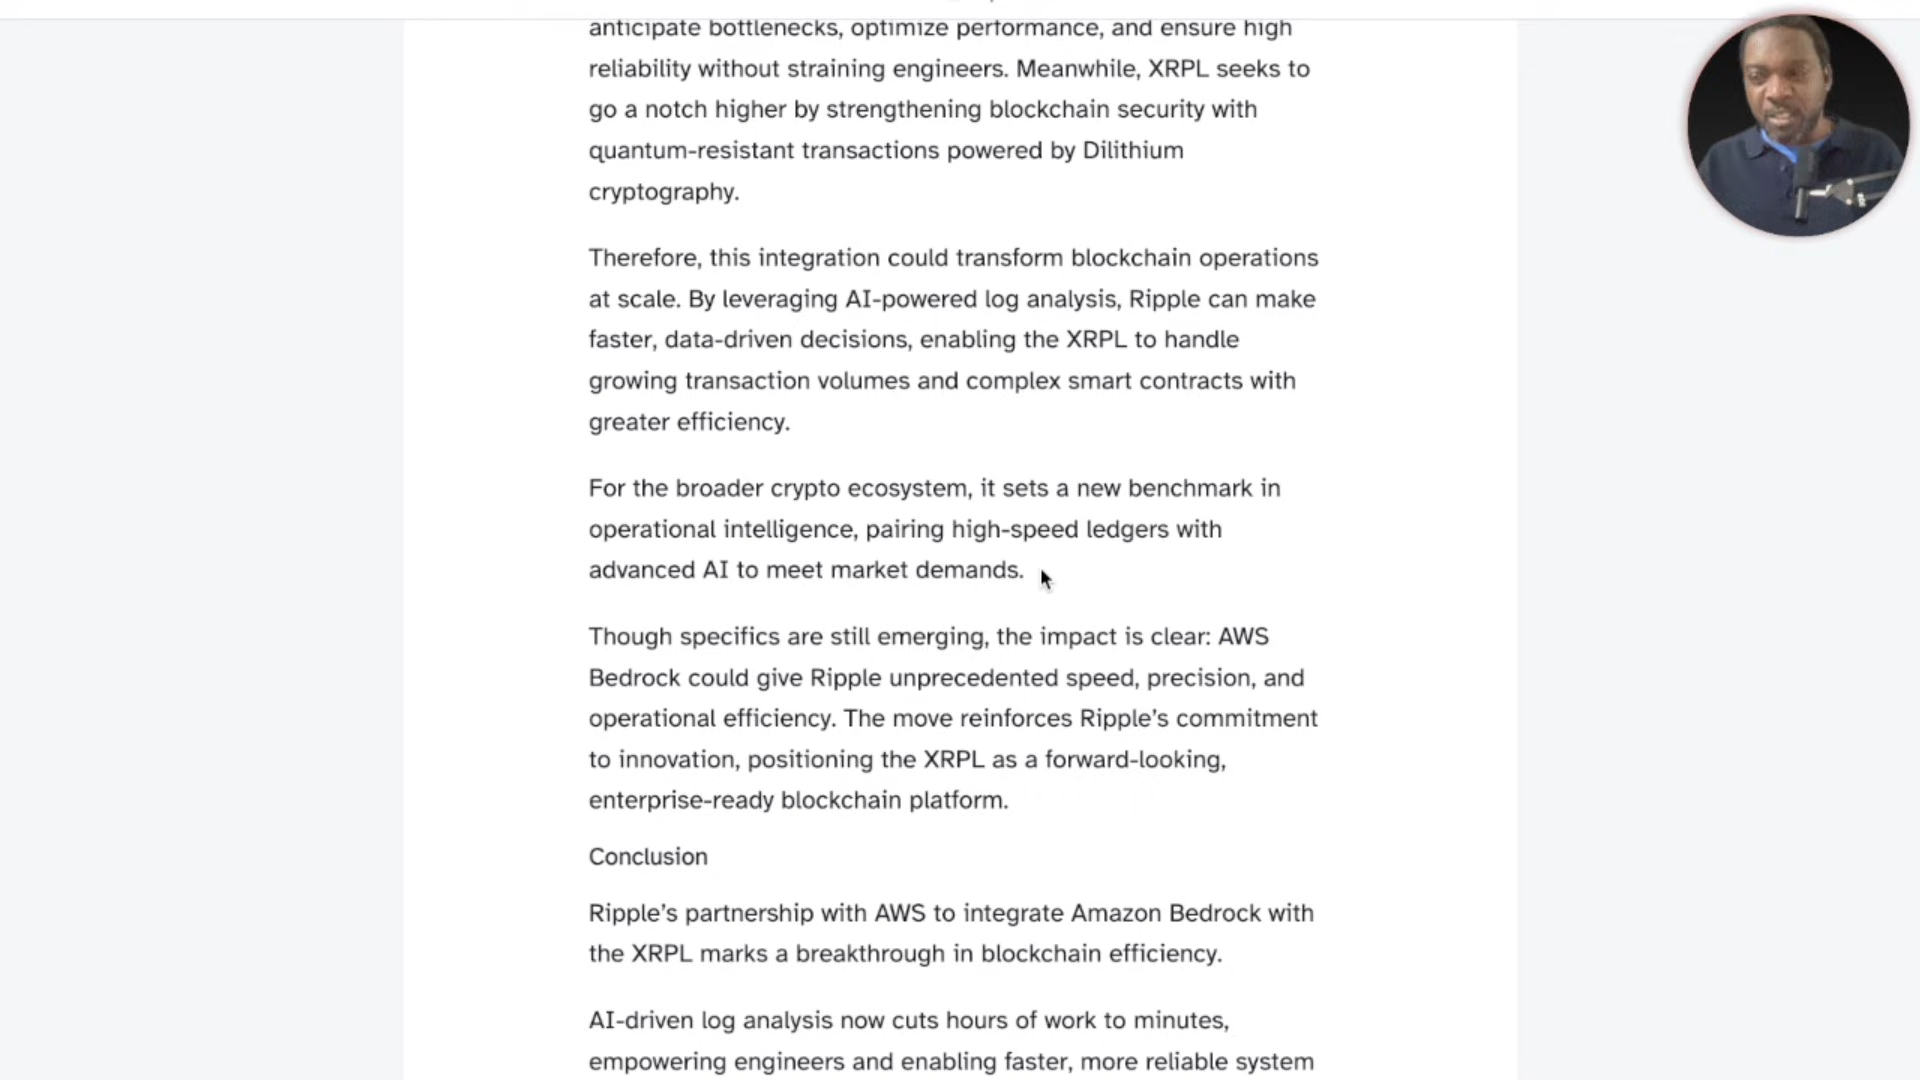 anticipate bottlenecks, optimize performance, and ensure high
reliability without straining engineers. Meanwhile, XRPL seeks to
go a notch higher by strengthening blockchain security with
quantum-resistant transactions powered by Dilithium
cryptography.
Therefore, this integration could transform blockchain operations
at scale. By leveraging AI-powered log analysis, Ripple can make
faster, data-driven decisions, enabling the XRPL to handle
growing transaction volumes and complex smart contracts with
greater efficiency.
For the broader crypto ecosystem, it sets a new benchmark in
operational intelligence, pairing high-speed ledgers with
advanced AI to meet market demands.
Though specifics are still emerging, the impact is clear: AWS
Bedrock could give Ripple unprecedented speed, precision, and
operational efficiency. The move reinforces Ripple’s commitment
to innovation, positioning the XRPL as a forward-looking,
enterprise-ready blockchain platform.
Conclusion
Ripple’s partnership with AWS to integrate Amazon Bedrock with
the XRPL marks a breakthrough in blockchain efficiency.
AI-driven log analysis now cuts hours of work to minutes,
empowering engineers and enabling faster, more reliable system